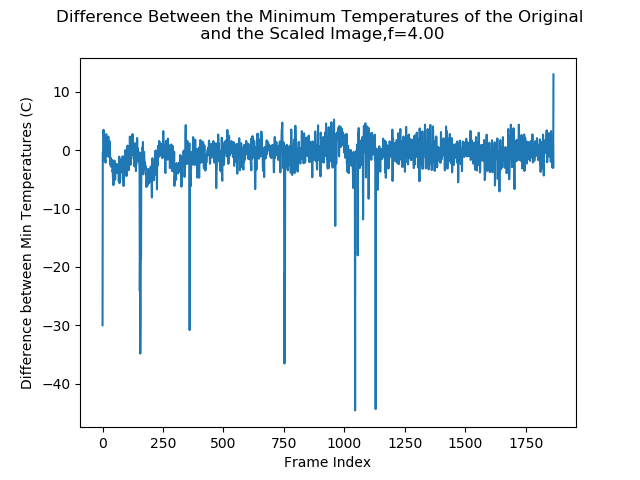 Difference Between the Minimum Temperatures of the Original
and the Scaled Image,f=4.00
Difference between Min Temperatures (C)
10
0
−10
−20
−30
−40
0 250 500 750 1000 1250 1500 1750
Frame Index